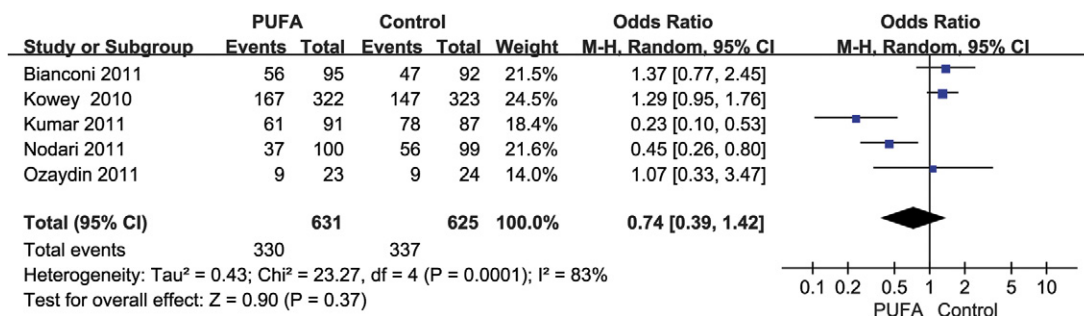 PUFA Control Odds Ratio Odds Ratio
Study or Subgroup Events Total Events Total Weight M-H, Random, 95% CI M-H, Random, 95% CI
Bianconi 2011 56 95 47 92 21.5% 1.37 [0.77, 2.45]
Kowey 2010 167 322 147 323 24.5% 1.29 [0.95, 1.76]
Kumar 2011 61 91 78 87 18.4% 0.23 [0.10, 0.53]
Nodari 2011 37 100 56 99 21.6% 0.45 [0.26, 0.80]
Ozaydin 2011 9 23 9 24 14.0% 1.07 [0.33, 3.47]
Total (95% CI) 631 625 100.0% 0.74 [0.39, 1.42]
Total events 330 337
Heterogeneity: Tau² = 0.43; Chi² = 23.27, df = 4 (P = 0.0001); I² = 83%
Test for overall effect: Z = 0.90 (P = 0.37)
0.1 0.2 0.5 1 2 5 10
PUFA Control